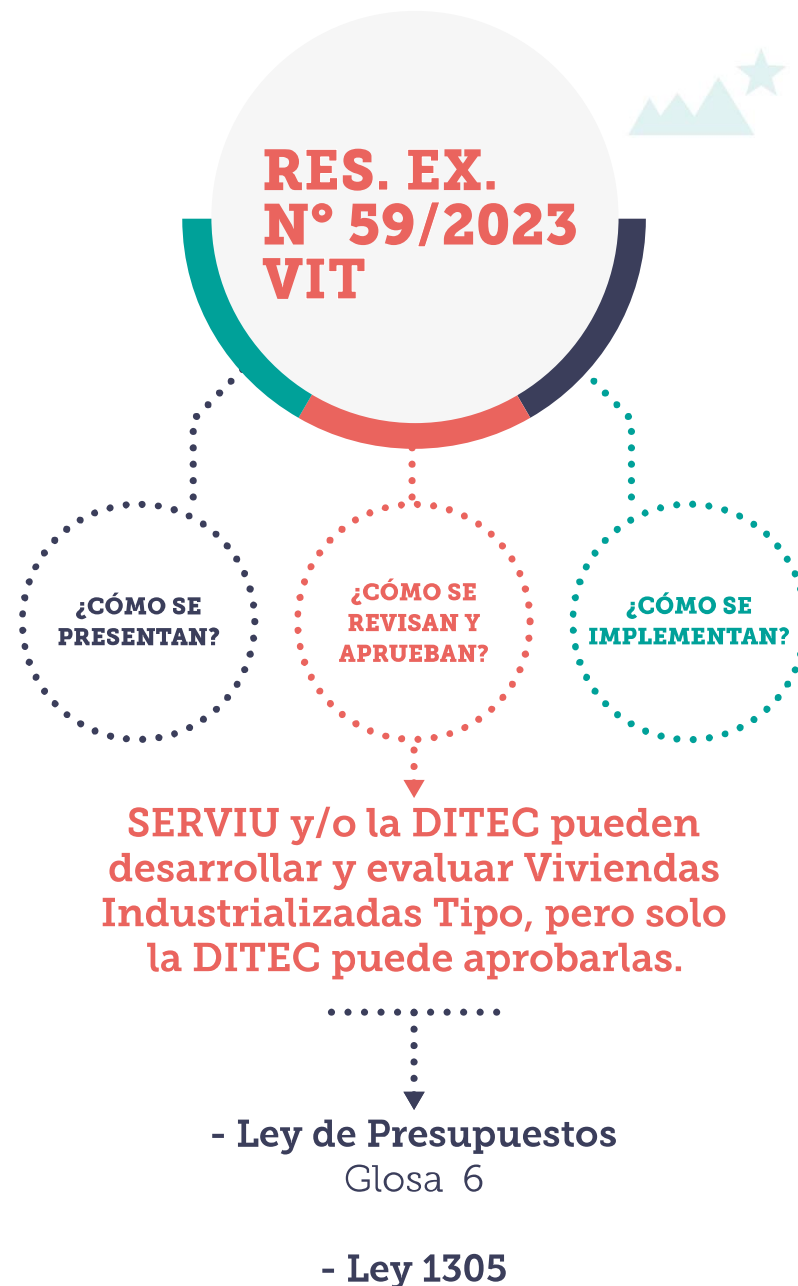 RES. EX.
N° 59/2023
VIT
¿CÓMO SE
PRESENTAN?
¿CÓMO SE
REVISAN Y
APRUEBAN?
¿CÓMO SE
IMPLEMENTAN?
SERVIU y/o la DITEC pueden
desarrollar y evaluar Viviendas
Industrializadas Tipo, pero solo
la DITEC puede aprobarlas.
- Ley de Presupuestos
Glosa 6
- Ley 1305